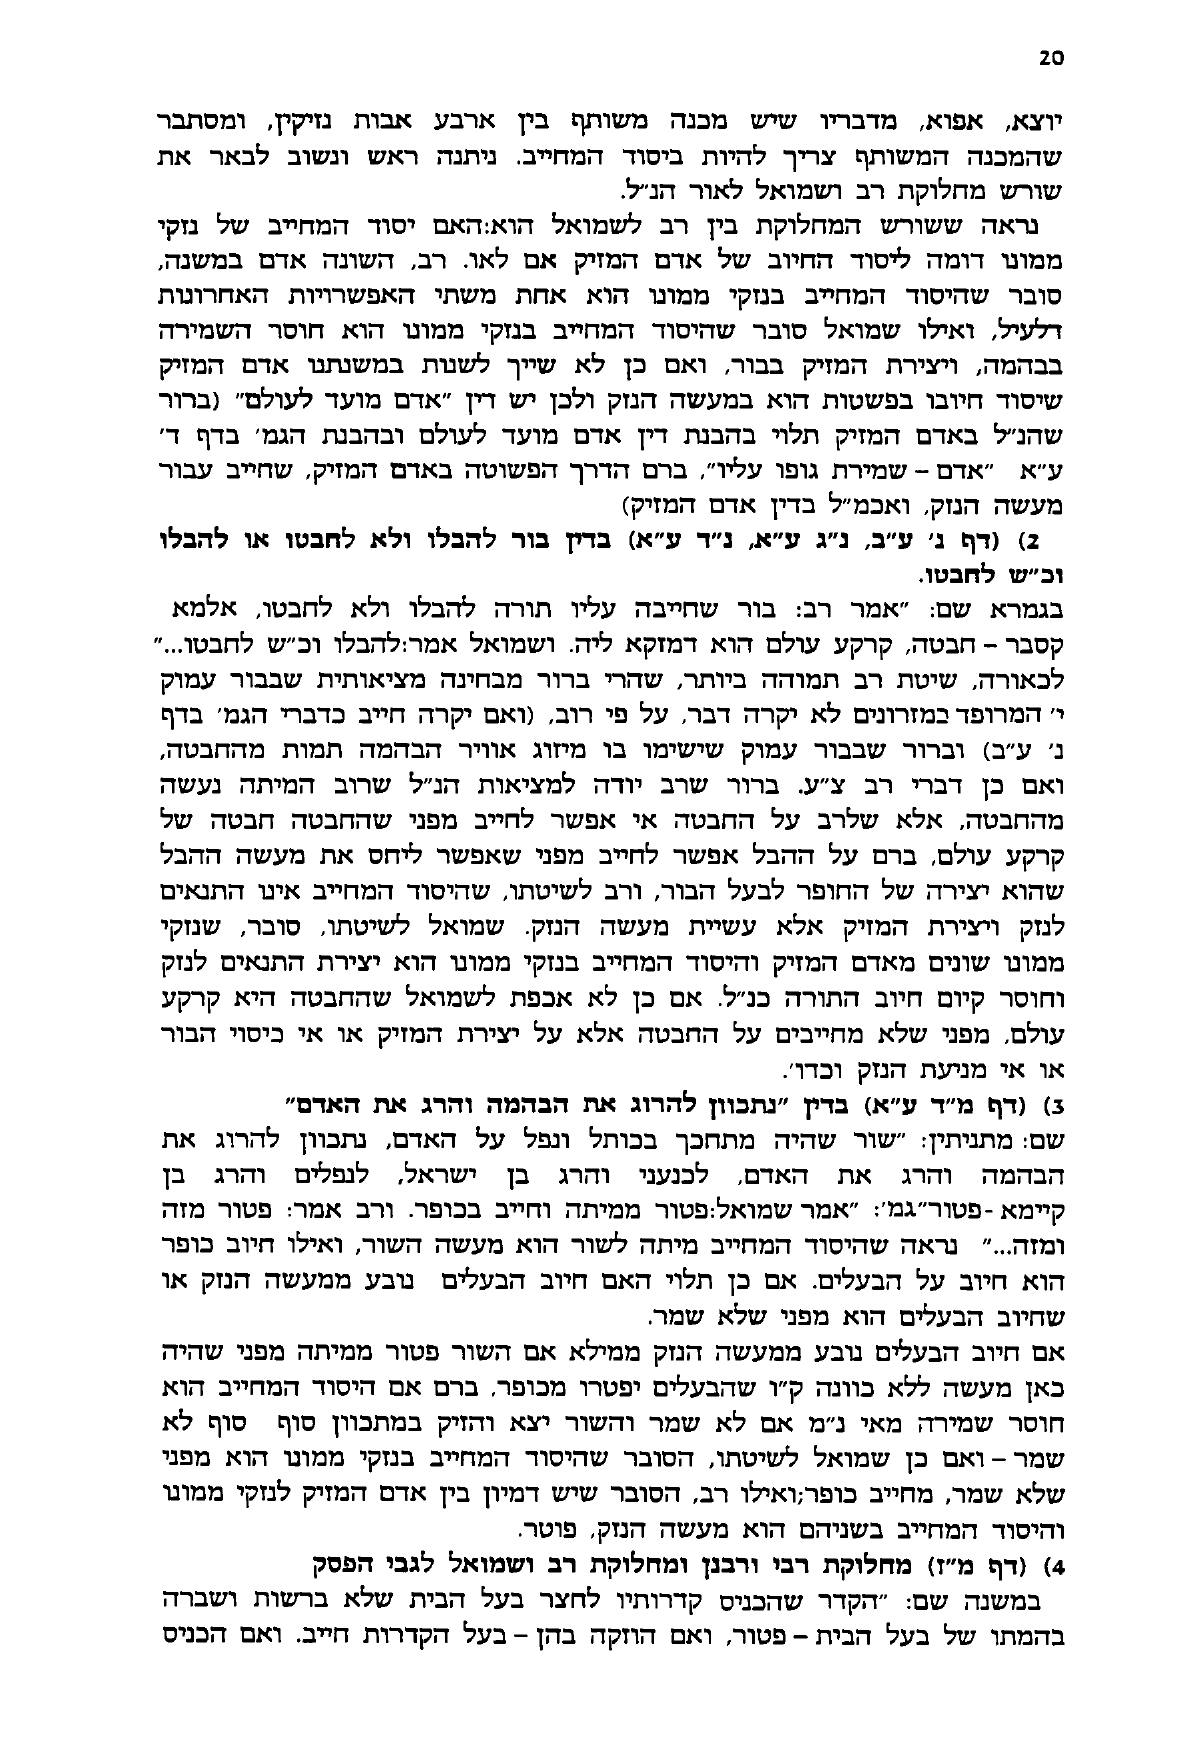 20
יוצא, אפוא, מדבריו שיש מכנה משותף בין ארבע אבות נזיקין, ומסתבר
שהמכנה המשותף צריך להיות ביסוד המחייב. ניתנה ראש ונשוב לבאר את
שורש מחלוקת רב ושמואל לאור הנ"ל.
נראה ששורש המחלוקת בין רב לשמואל הוא:האם יסוד המחייב של נזקי
ממונו דומה ליסוד החיוב של אדם המזיק אם לאו. רב, השונה אדם במשנה,
סובר שהיסוד המחייב בנזקי ממונו הוא אחת משתי האפשרויות האחרונות
דלעיל, ואילו שמואל סובר שהיסוד המחייב בנזקי ממונו הוא חוסר השמירה
בבהמה, ויצירת המזיק בבור, ואם כן לא שייך לשנות במשנתנו אדם המזיק
שיסוד חיובו בפשטות הוא במעשה הנזק ולכן יש דין "אדם מועד לעולם" (ברור
שהנ"ל באדם המזיק תלוי בהבנת דין אדם מועד לעולם ובהבנת הגמ' בדף ד'
ע"א "אדם – שמירת גופו עליו", ברם הדרך הפשוטה באדם המזיק, שחייב עבור
מעשה הנזק, ואכמ"ל בדין אדם המזיק)
2) (דף נ' ע"ב, נ"ג ע"א, נ"ד ע"א) בדין בור להבלו ולא לחבטו או להבלו
וכ"ש לחבטו.
בגמרא שם: "אמר רב: בור שחייבה עליו תורה להבלו ולא לחבטו, אלמא
קסבר – חבטה, קרקע עולם הוא דמזקא ליה. ושמואל אמר:להבלו וכ"ש לחבטו..."
לכאורה, שיטת רב תמוהה ביותר, שהרי ברור מבחינה מציאותית שבבור עמוק
י' המרופד במזרונים לא יקרה דבר, על פי רוב, (ואם יקרה חייב כדברי הגמ' בדף
נ' ע"ב) וברור שבבור עמוק שישימו בו מיזוג אוויר הבהמה תמות מהחבטה,
ואם כן דברי רב צ"ע. ברור שרב יודה למציאות הנ"ל שרוב המיתה נעשה
מהחבטה, אלא שלרב על החבטה אי אפשר לחייב מפני שהחבטה חבטה של
קרקע עולם, ברם על ההבל אפשר לחייב מפני שאפשר ליחס את מעשה ההבל
שהוא יצירה של החופר לבעל הבור, ורב לשיטתו, שהיסוד המחייב אינו התנאים
לנזק ויצירת המזיק אלא עשיית מעשה הנזק. שמואל לשיטתו, סובר, שנזקי
ממונו שונים מאדם המזיק והיסוד המחייב בנזקי ממונו הוא יצירת התנאים לנזק
וחוסר קיום חיוב התורה כנ"ל. אם כן לא אכפת לשמואל שהחבטה היא קרקע
עולם, מפני שלא מחייבים על החבטה אלא על יצירת המזיק או אי כיסוי הבור
או אי מניעת הנזק וכדו'.
3) (דף מ"ד ע"א) בדין "נתכוון להרוג את הבהמה והרג את האדם"
שם: מתניתין: "שור שהיה מתחכך בכותל ונפל על האדם, נתכוון להרוג את
הבהמה והרג את האדם, לכנעני והרג בן ישראל, לנפלים והרג בן
קיימא -פטור"גמ': "אמר שמואל:פטור ממיתה וחייב בכופר. ורב אמר: פטור מזה
ומזה..." נראה שהיסוד המחייב מיתה לשור הוא מעשה השור, ואילו חיוב כופר
הוא חיוב על הבעלים. אם כן תלוי האם חיוב הבעלים נובע ממעשה הנזק או
שחיוב הבעלים הוא מפני שלא שמר.
אם חיוב הבעלים נובע ממעשה הנזק ממילא אם השור פטור ממיתה מפני שהיה
כאן מעשה ללא כוונה ק"ו שהבעלים יפטרו מכופר, ברם אם היסוד המחייב הוא
חוסר שמירה מאי נ"מ אם לא שמר והשור יצא והזיק במתכוון סוף סוף לא
שמר – ואם כן שמואל לשיטתו, הסובר שהיסוד המחייב בנזקי ממונו הוא מפני
שלא שמר, מחייב כופר;ואילו רב, הסובר שיש דמיון בין אדם המזיק לנזקי ממונו
והיסוד המחייב בשניהם הוא מעשה הנזק, פוטר.
4) (דף מ"ז) מחלוקת רבי ורבנן ומחלוקת רב ושמואל לגבי הפסק
במשנה שם: "הקדר שהכניס קדרותיו לחצר בעל הבית שלא ברשות ושברה
בהמתו של בעל הבית – פטור, ואם הוזקה בהן – בעל הקדרות חייב. ואם הכניס